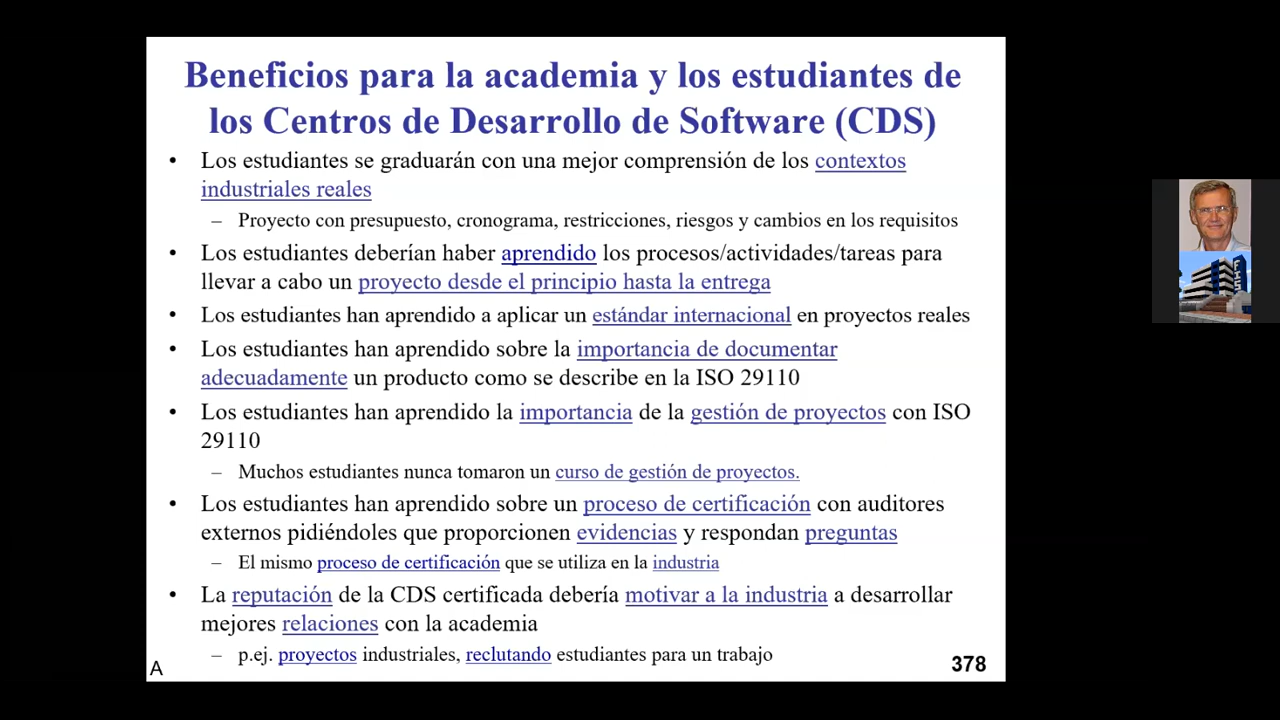 Beneficios para la academia y los estudiantes de
los Centros de Desarrollo de Software (CDS)
• Los estudiantes se graduarán con una mejor comprensión de los contextos
industriales reales
– Proyecto con presupuesto, cronograma, restricciones, riesgos y cambios en los requisitos
• Los estudiantes deberían haber aprendido los procesos/actividades/tareas para
llevar a cabo un proyecto desde el principio hasta la entrega
• Los estudiantes han aprendido a aplicar un estándar internacional en proyectos reales
• Los estudiantes han aprendido sobre la importancia de documentar
adecuadamente un producto como se describe en la ISO 29110
• Los estudiantes han aprendido la importancia de la gestión de proyectos con ISO
29110
– Muchos estudiantes nunca tomaron un curso de gestión de proyectos.
• Los estudiantes han aprendido sobre un proceso de certificación con auditores
externos pidiéndoles que proporcionen evidencias y respondan preguntas
– El mismo proceso de certificación que se utiliza en la industria
• La reputación de la CDS certificada debería motivar a la industria a desarrollar
mejores relaciones con la academia
– p.ej. proyectos industriales, reclutando estudiantes para un trabajo
A
378